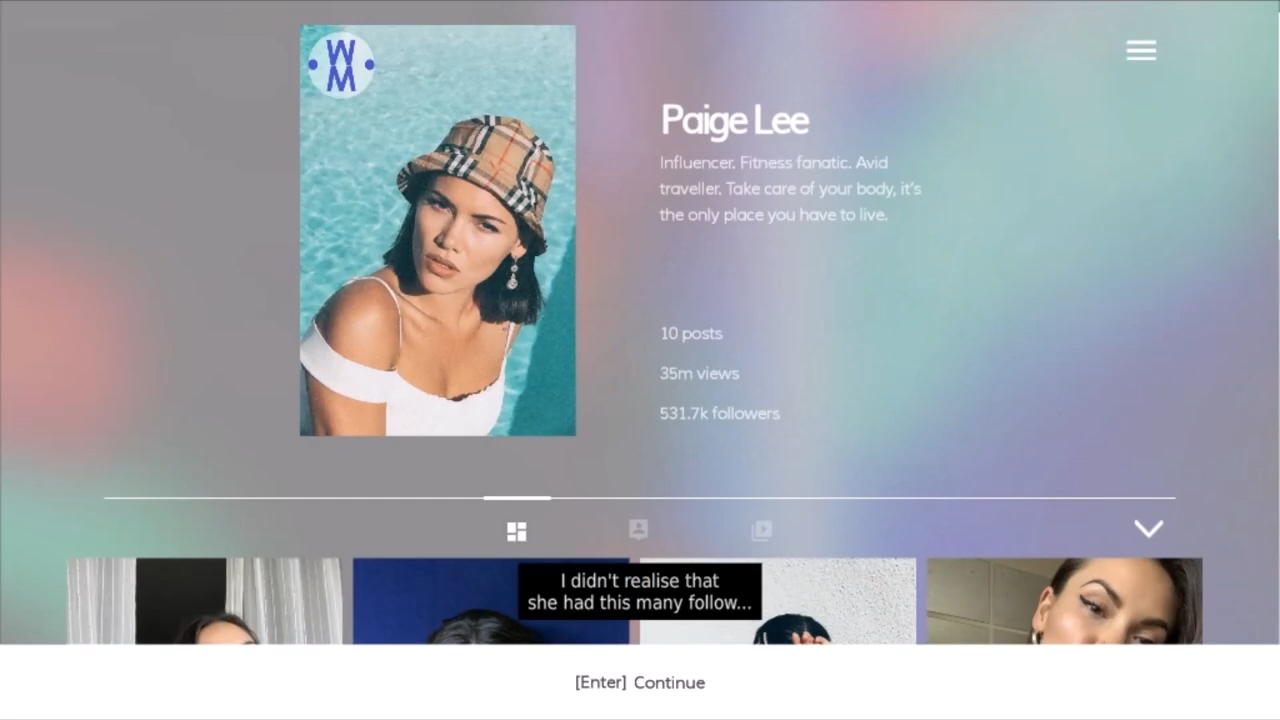 WM
Paige Lee
Influencer. Fitness fanatic. Avid
traveller. Take care of your body, it's
the only place you have to live.
10 posts
35m views
531.7k followers
I didn't realise that
she had this many follow...
[Enter] Continue